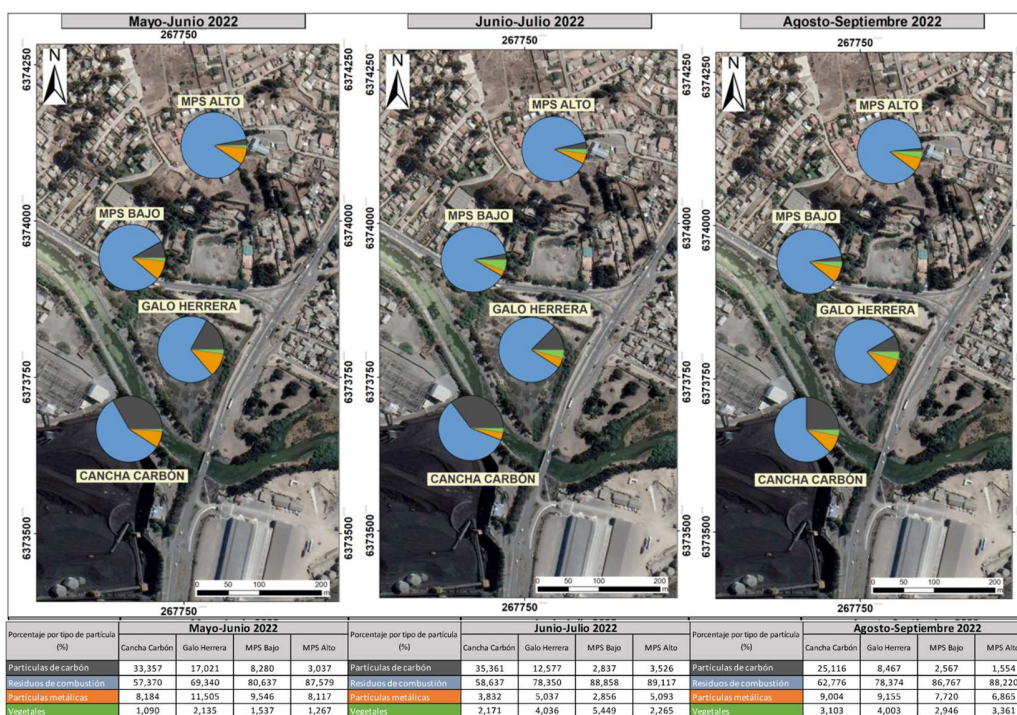 Mayo-Junio 2022
267750
6374250
6374000
6373750
6373500
N
MPS ALTO
MPS BAJO
GALO HERRERA
CANCHA CARBÓN
0 50 100 200
m
267750
Junio-Julio 2022
267750
6374250
6374000
6373750
6373500
N
MPS ALTO
MPS BAJO
GALO HERRERA
CANCHA CARBÓN
0 50 100 200
m
267750
Agosto-Septiembre 2022
267750
6374250
6374000
6373750
6373500
N
MPS ALTO
MPS BAJO
GALO HERRERA
CANCHA CARBÓN
0 50 100 200
m
267750
Porcentaje por tipo de partícula (%) Mayo-Junio 2022 Porcentaje por tipo de partícula (%) Junio-Julio 2022 Porcentaje por tipo de partícula (%) Agosto-Septiembre 2022
Cancha Carbón Galo Herrera MPS Bajo MPS Alto Cancha Carbón Galo Herrera MPS Bajo MPS Alto Cancha Carbón Galo Herrera MPS Bajo MPS Alto
Partículas de carbón 33,357 17,021 8,280 3,037 Partículas de carbón 35,361 12,577 2,837 3,526 Partículas de carbón 25,116 8,467 2,567 1,554
Residuos de combustión 57,370 69,340 80,637 87,579 Residuos de combustión 58,637 78,350 88,858 89,117 Residuos de combustión 62,776 78,374 86,767 88,220
Partículas metálicas 8,184 11,505 9,546 8,117 Partículas metálicas 3,832 5,037 2,856 5,093 Partículas metálicas 9,004 9,155 7,720 6,865
Vegetales 1,090 2,135 1,537 1,267 Vegetales 2,171 4,036 5,449 2,265 Vegetales 3,103 4,003 2,946 3,361